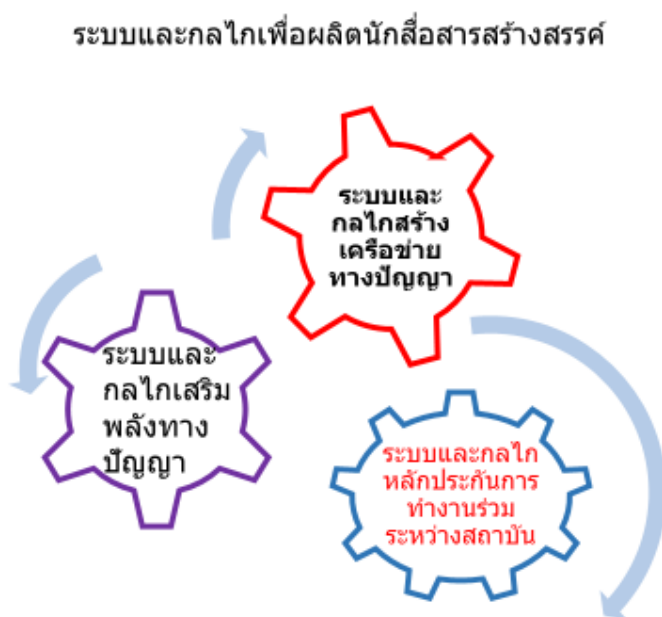 ระบบและกลไกเพื่อผลิตนักสื่อสารสร้างสรรค์
ระบบและ
กลไกสร้าง
เครือข่าย
ทางปัญญา
ระบบและ
กลไกเสริม
พลังทาง
ปัญญา
ระบบและกลไก
หลักประกันการ
ทำงานร่วม
ระหว่างสถาบัน